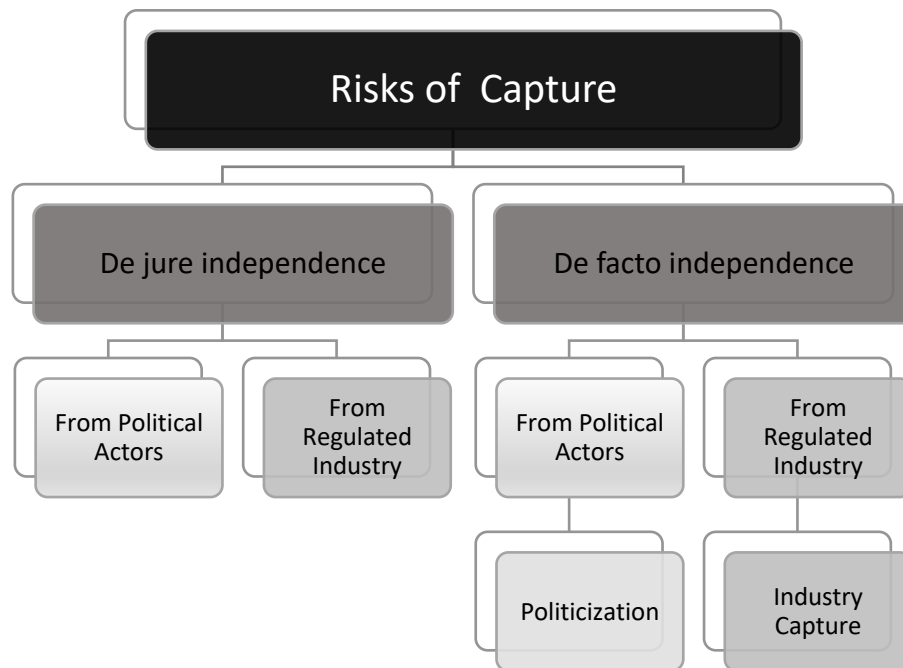 Risks of  Capture
De jure independence
De facto independence
From Political
Actors
From
Regulated
Industry
From Political
Actors
From
Regulated
Industry
Politicization
Industry
Capture